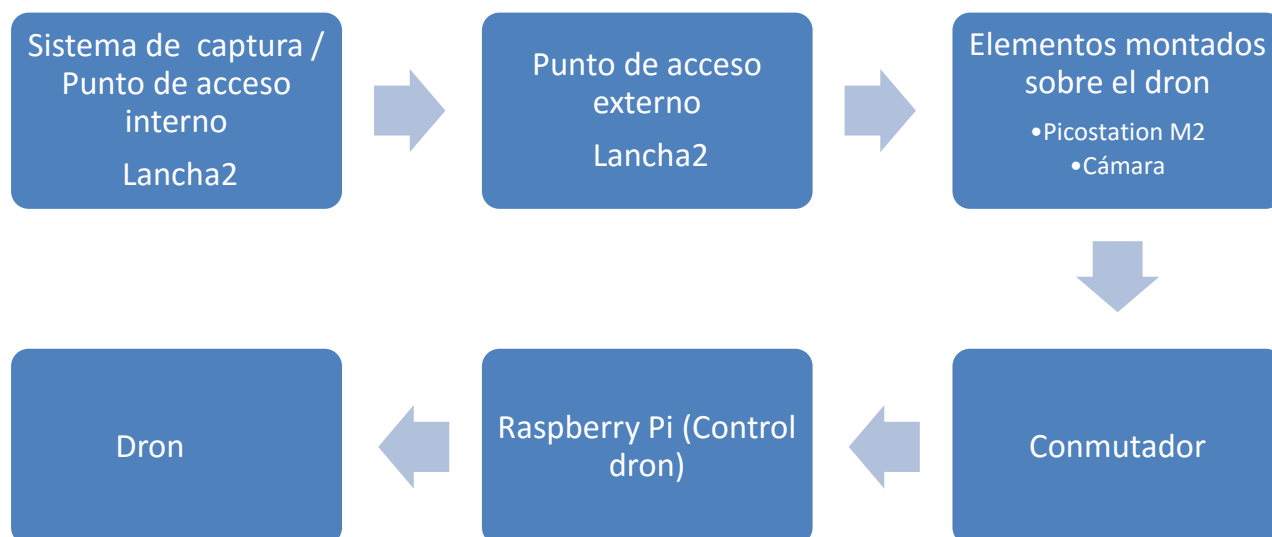 Sistema de captura /
Punto de acceso
interno
Lancha2
Punto de acceso
externo
Lancha2
Elementos montados
sobre el dron
•Picostation M2
•Cámara
Conmutador
Raspberry Pi (Control
dron)
Dron